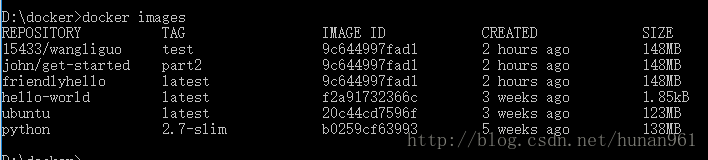 D:\docker>docker images
REPOSITORY TAG IMAGE ID CREATED SIZE
15433/wangliguo test 9c644997fad1 2 hours ago 148MB
john/get-started part2 9c644997fad1 2 hours ago 148MB
friendlyhello latest 9c644997fad1 2 hours ago 148MB
hello-world latest f2a91732366c 3 weeks ago 1.85kB
ubuntu latest 20c44cd7596f 3 weeks ago 123MB
python 2.7-slim b0259cf63993 5 weeks ago 138MB
http://blog.csdn.net/hunan961
D:\docker>